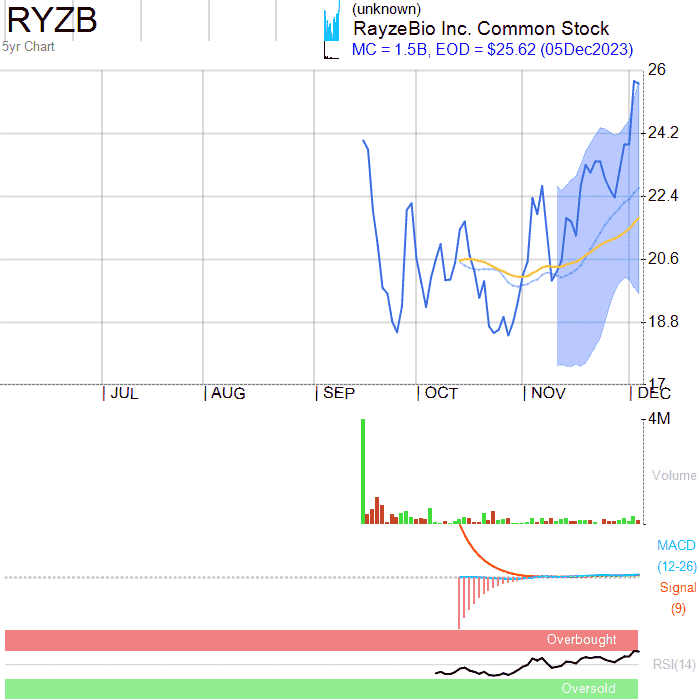 RYZB
5yr Chart
(unknown)
RayzeBio Inc. Common Stock
MC = 1.5B, EOD = $25.62 (05Dec2023)
26
24.2
22.4
20.6
18.8
17
JUL
AUG
SEP
OCT
NOV
DEC
4M
Volume
MACD
(12-26)
Signal
(9)
Overbought
RSI(14)
Oversold